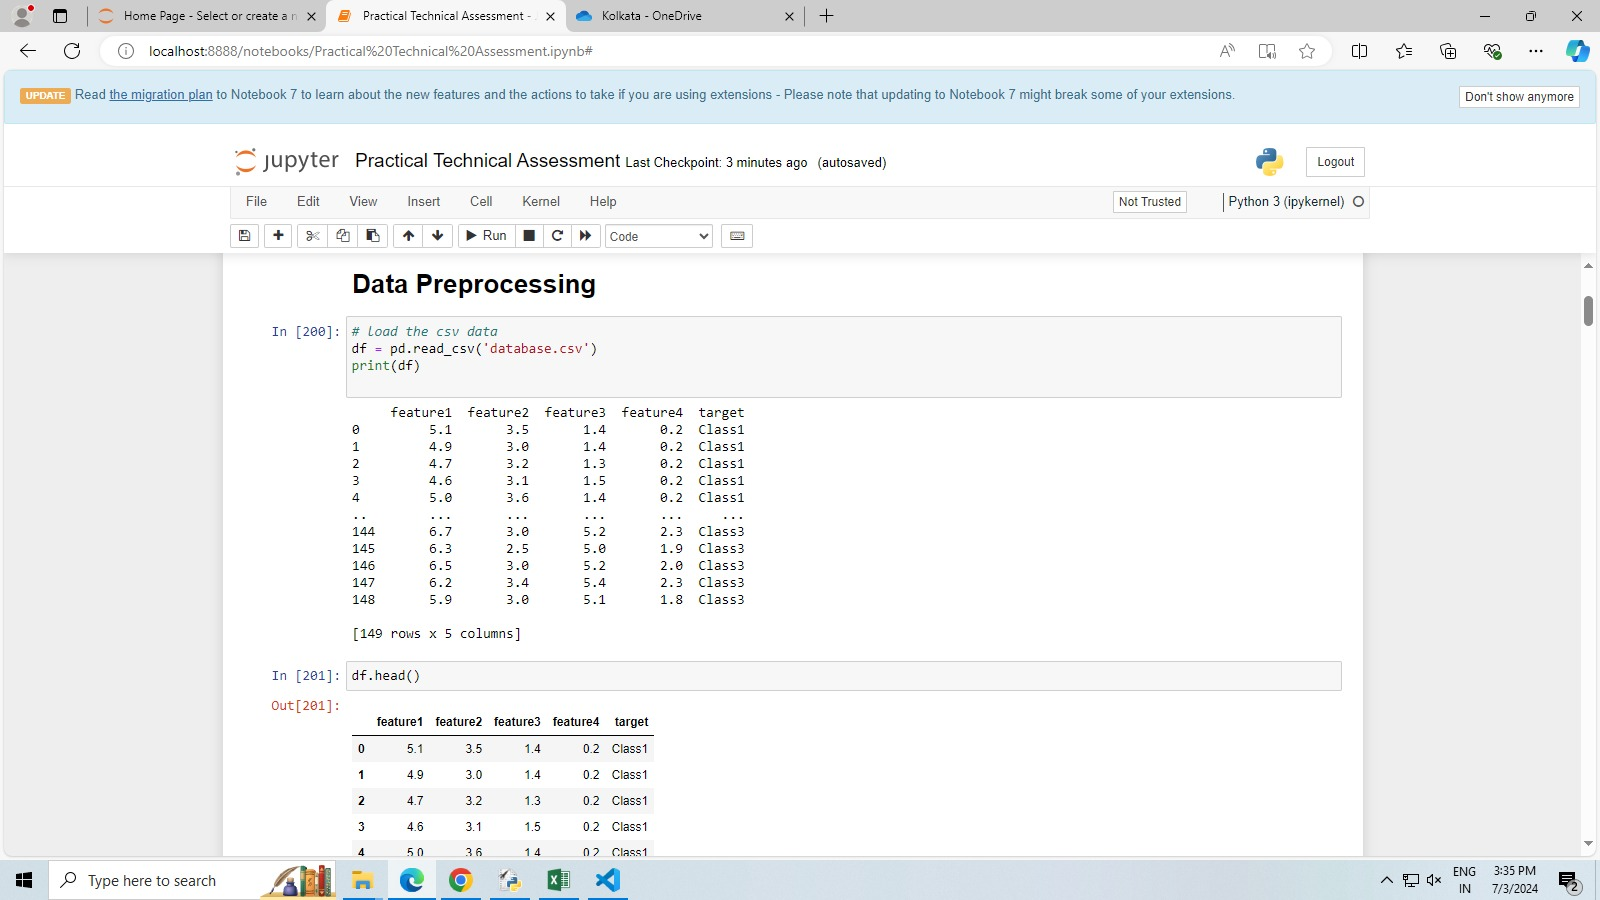 Home Page - Select or create a n
Practical Technical Assessment -
Kolkata - OneDrive
localhost:8888/notebooks/Practical%20Technical%20Assessment.ipynb#
UPDATE Read the migration plan to Notebook 7 to learn about the new features and the actions to take if you are using extensions - Please note that updating to Notebook 7 might break some of your extensions.
Don't show anymore
jupyter Practical Technical Assessment Last Checkpoint: 3 minutes ago (autosaved)
Logout
File Edit View Insert Cell Kernel Help
Not Trusted
Python 3 (ipykernel)
Run
Code
Data Preprocessing
In [200]: # load the csv data
df = pd.read_csv('database.csv')
print(df)
feature1 feature2 feature3 feature4 target
0 5.1 3.5 1.4 0.2 Class1
1 4.9 3.0 1.4 0.2 Class1
2 4.7 3.2 1.3 0.2 Class1
3 4.6 3.1 1.5 0.2 Class1
4 5.0 3.6 1.4 0.2 Class1
.. ... ... ... ... ...
144 6.7 3.0 5.2 2.3 Class3
145 6.3 2.5 5.0 1.9 Class3
146 6.5 3.0 5.2 2.0 Class3
147 6.2 3.4 5.4 2.3 Class3
148 5.9 3.0 5.1 1.8 Class3
[149 rows x 5 columns]
In [201]: df.head()
Out[201]:
feature1 feature2 feature3 feature4 target
0 5.1 3.5 1.4 0.2 Class1
1 4.9 3.0 1.4 0.2 Class1
2 4.7 3.2 1.3 0.2 Class1
3 4.6 3.1 1.5 0.2 Class1
4 5.0 3.6 1.4 0.2 Class1
Type here to search
ENG
IN
3:35 PM
7/3/2024
2